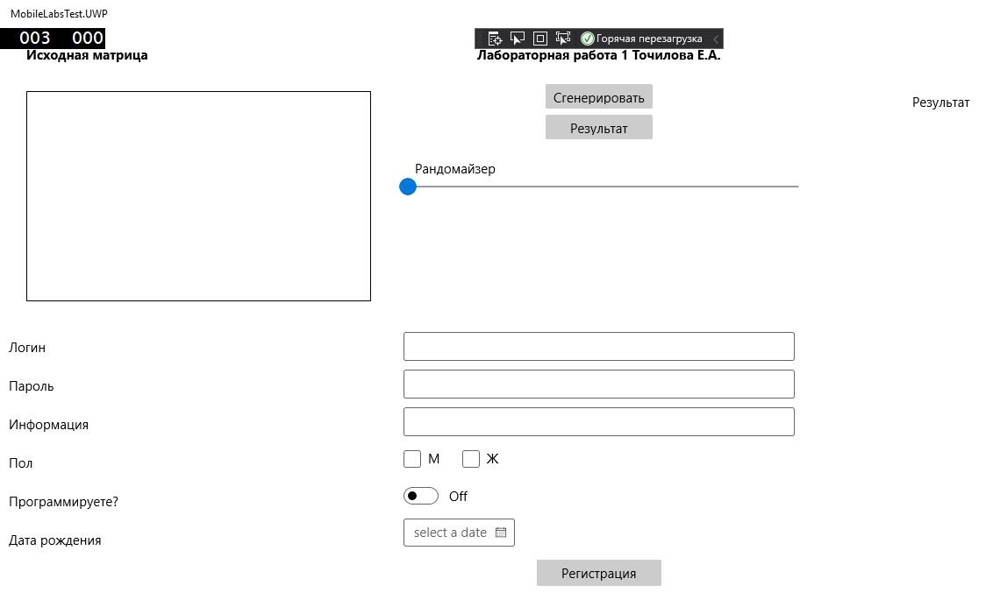 MobileLabsTest.UWP
003 000
Горячая перезагрузка
Исходная матрица
Лабораторная работа 1 Точилова Е.А.
Сгенерировать
Результат
Результат
Рандомайзер
Логин
Пароль
Информация
Пол
М
Ж
Программируете?
Off
Дата рождения
select a date
Регистрация